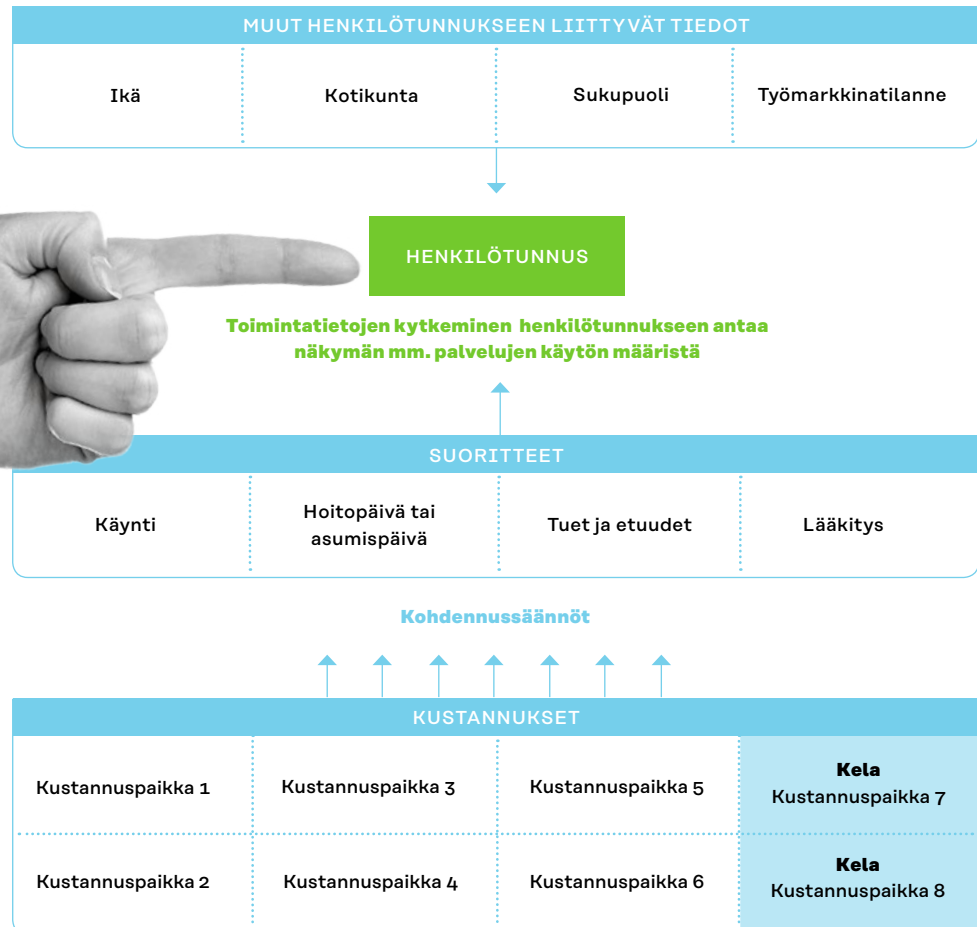 MUUT HENKILÖTUNNUKSEEN LIITTYVÄT TIEDOT
Ikä
Kotikunta
Sukupuoli
Työmarkkinatilanne
HENKILÖTUNNUS
Toimintatietojen kytkeminen henkilötunnukseen antaa
näkymän mm. palvelujen käytön määristä
SUORITTEET
Käynti
Hoitopäivä tai
asumispäivä
Tuet ja etuudet
Lääkitys
Kohdennussäännöt
KUSTANNUKSET
Kustannuspaikka 1
Kustannuspaikka 3
Kustannuspaikka 5
Kela
Kustannuspaikka 7
Kustannuspaikka 2
Kustannuspaikka 4
Kustannuspaikka 6
Kela
Kustannuspaikka 8